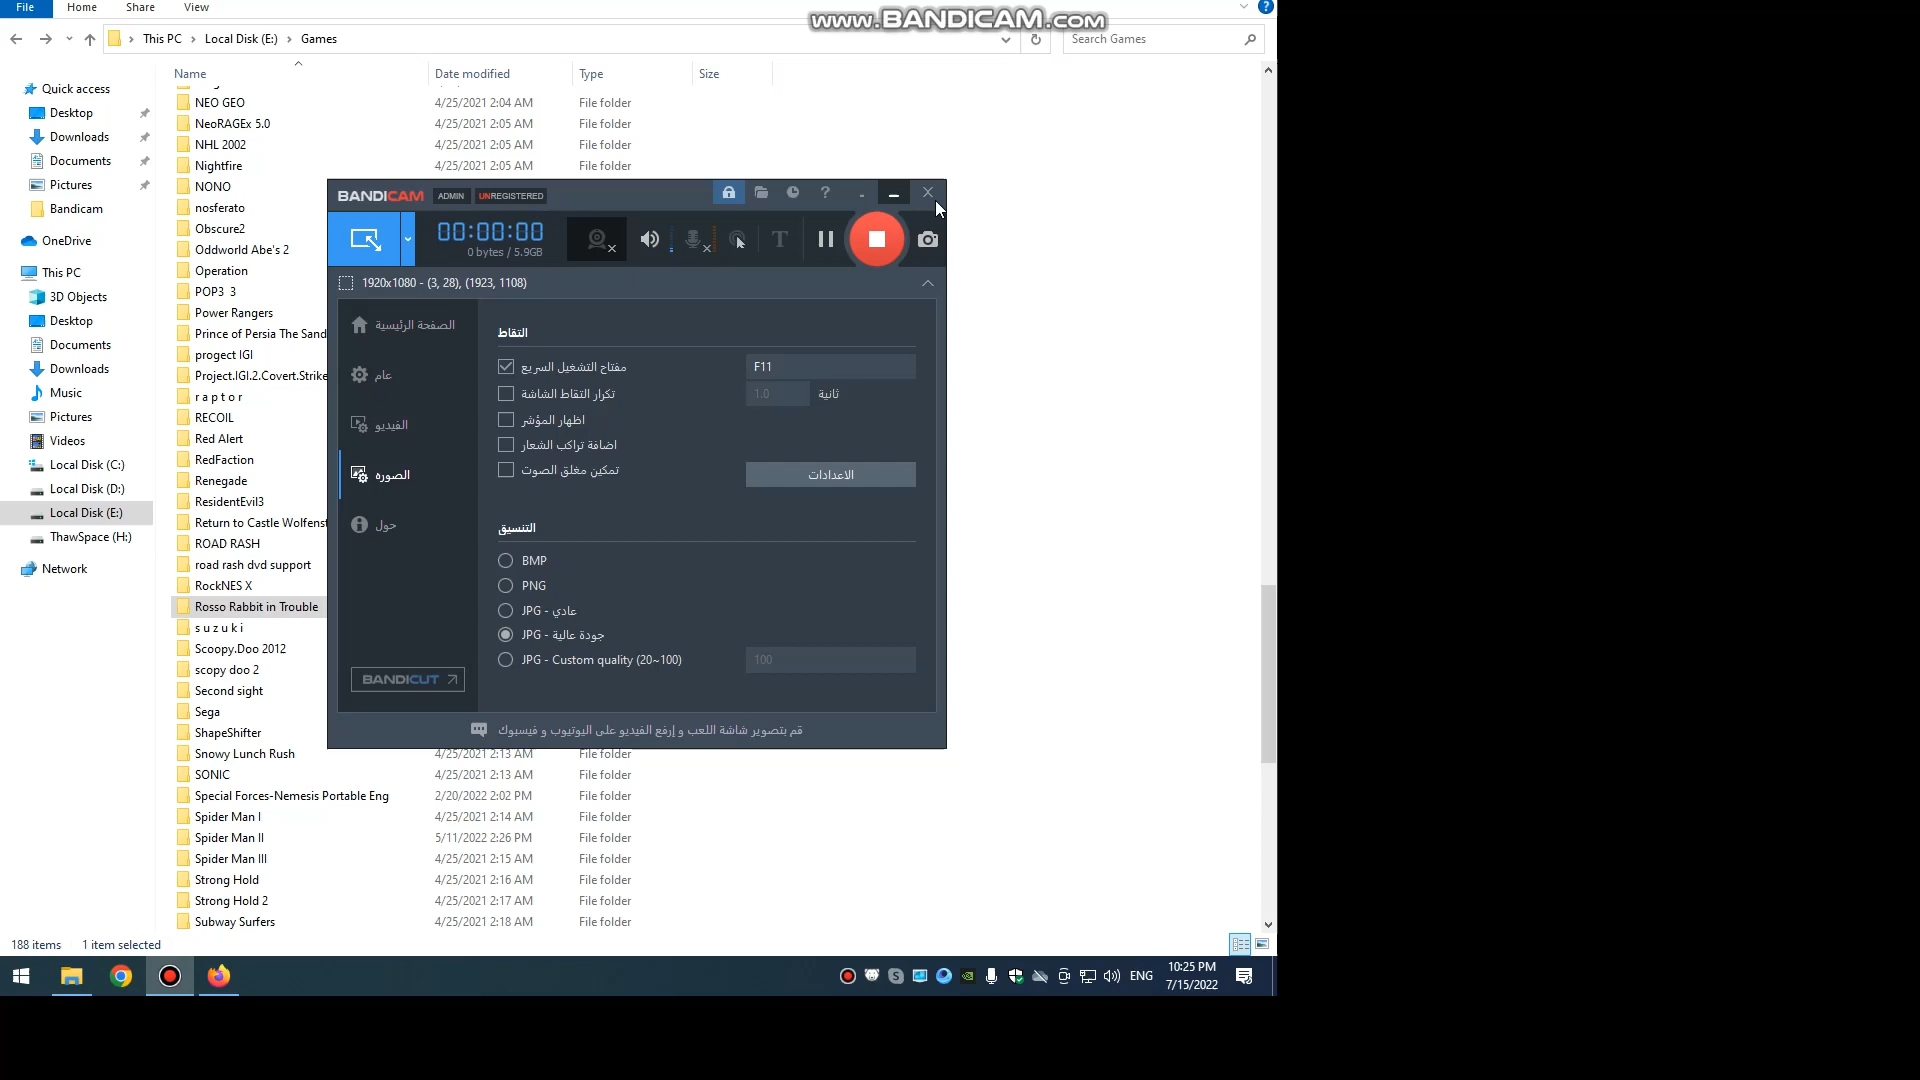 File Home Share View
www.BANDICAM.com
This PC Local Disk (E:) Games
Search Games
Name Date modified Type Size
Quick access
Desktop
Downloads
Documents
Pictures
Bandicam
OneDrive
This PC
3D Objects
Desktop
Documents
Downloads
Music
Pictures
Videos
Local Disk (C:)
Local Disk (D:)
Local Disk (E:)
ThawSpace (H:)
Network
NEO GEO 4/25/2021 2:04 AM File folder
NeoRAGEx 5.0 4/25/2021 2:05 AM File folder
NHL 2002 4/25/2021 2:05 AM File folder
Nightfire 4/25/2021 2:05 AM File folder
NONO
nosferato
Obscure2
Oddworld Abe's 2
Operation
POP3 3
Power Rangers
Prince of Persia The Sand
progect IGI
Project.IGI.2.Covert.Strike
r a p t o r
RECOIL
Red Alert
RedFaction
Renegade
ResidentEvil3
Return to Castle Wolfenst
ROAD RASH
road rash dvd support
RockNES X
Rosso Rabbit in Trouble
s u z u k i
Scoopy.Doo 2012
scopy doo 2
Second sight
Sega
ShapeShifter
Snowy Lunch Rush 4/25/2021 2:13 AM File folder
SONIC 4/25/2021 2:13 AM File folder
Special Forces-Nemesis Portable Eng 2/20/2022 2:02 PM File folder
Spider Man I 4/25/2021 2:14 AM File folder
Spider Man II 5/11/2022 2:26 PM File folder
Spider Man III 4/25/2021 2:15 AM File folder
Strong Hold 4/25/2021 2:16 AM File folder
Strong Hold 2 4/25/2021 2:17 AM File folder
Subway Surfers 4/25/2021 2:18 AM File folder
BANDICAM ADMIN UNREGISTERED
00:00:00
0 bytes / 5.9GB
1920x1080 - (3, 28), (1923, 1108)
الصفحة الرئيسية
عام
الفيديو
الصوره
حول
BANDICUT
التقاط
مفتاح التشغيل السريع F11
تكرار التقاط الشاشة 1.0 ثانية
اظهار المؤشر
اضافة تراكب الشعار
تمكين مغلق الصوت
الاعدادات
التنسيق
BMP
PNG
JPG - عادي
JPG - جودة عالية
JPG - Custom quality (20~100) 100
قم بتصوير شاشة اللعب و إرفع الفيديو على اليوتيوب و فيسبوك
188 items 1 item selected
ENG
10:25 PM
7/15/2022